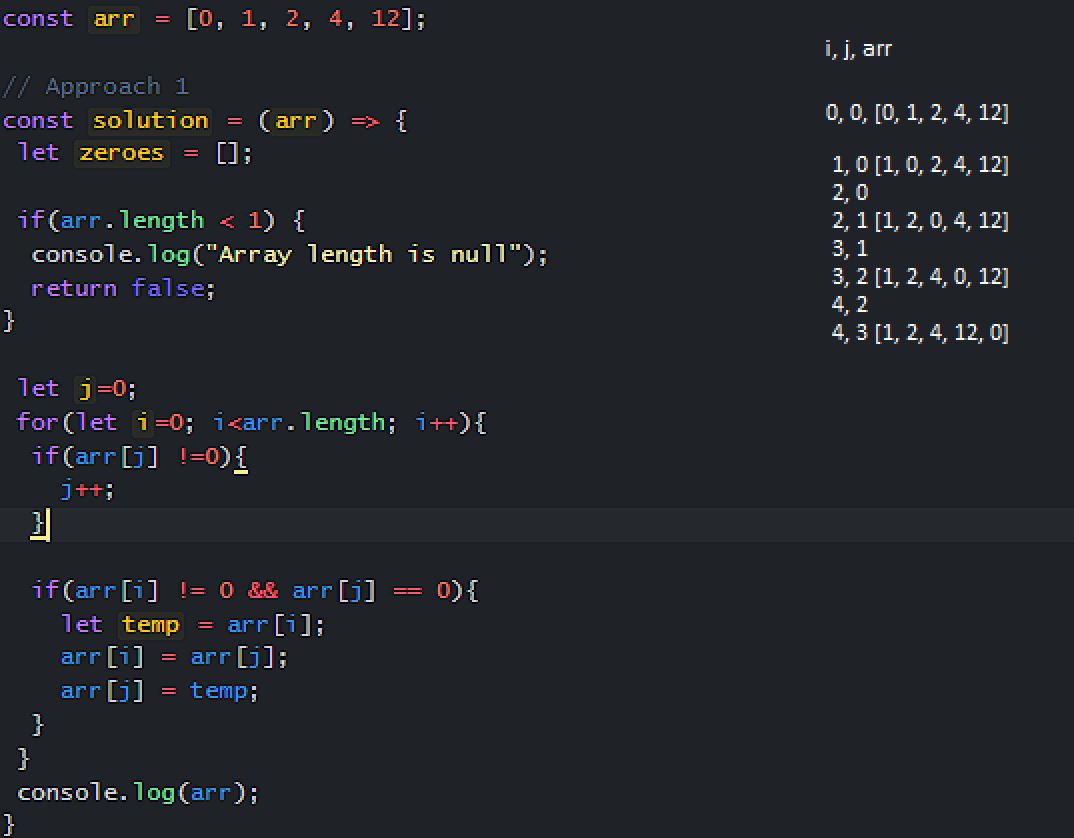 const arr = [0, 1, 2, 4, 12];
// Approach 1
const solution = (arr) => {
let zeroes = [];
if(arr.length < 1) {
console.log("Array length is null");
return false;
}
let j=0;
for(let i=0; i<arr.length; i++){
if(arr[j] !=0){
j++;
}
if(arr[i] != 0 && arr[j] == 0){
let temp = arr[i];
arr[i] = arr[j];
arr[j] = temp;
}
}
console.log(arr);
}
i, j, arr
0, 0, [0, 1, 2, 4, 12]
1, 0 [1, 0, 2, 4, 12]
2, 0
2, 1 [1, 2, 0, 4, 12]
3, 1
3, 2 [1, 2, 4, 0, 12]
4, 2
4, 3 [1, 2, 4, 12, 0]